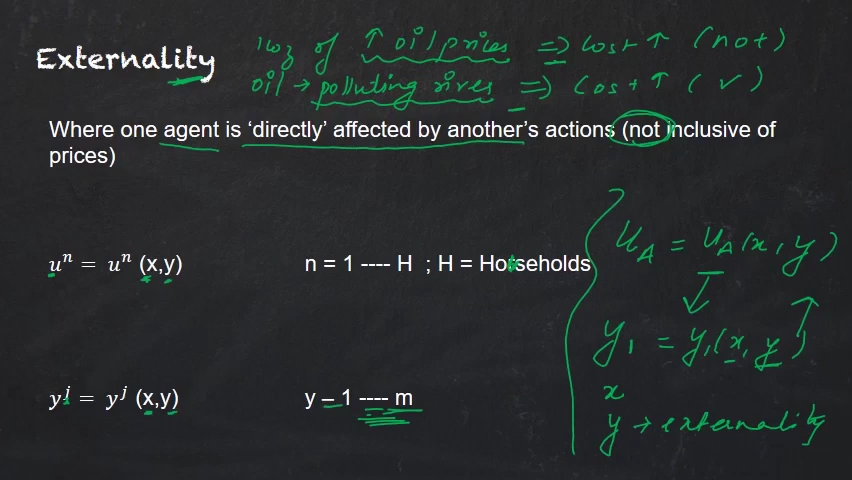 Externality
of ↑ oil prices ⇒ cost ↑ (not)
oil → polluting rives ⇒ cost ↑ (✓)
Where one agent is ‘directly’ affected by another’s actions (not inclusive of
prices)
uⁿ = uⁿ (x,y)
n = 1 ---- H ; H = Households
u_A = u_A(x, y)
y₁ = y₁(x, y)
x
y → externality
yʲ = yʲ (x,y)
y – 1 ---- m